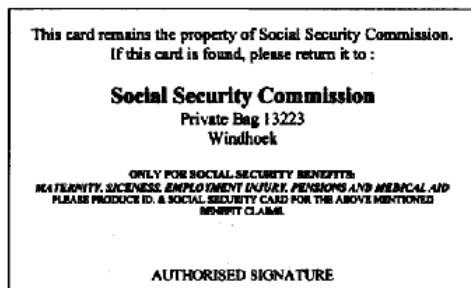 This card remains the property of Social Security Commission.
If this card is found, please return it to :
Social Security Commission
Private Bag 13223
Windhoek
ONLY FOR SOCIAL SECURITY BENEFITS:
MATERNITY, SICKNESS, EMPLOYMENT INJURY, PENSIONS AND MEDICAL AID
PLEASE PRODUCE ID. & SOCIAL SECURITY CARD FOR THE ABOVE MENTIONED
BENEFIT CLAIMS.
AUTHORISED SIGNATURE